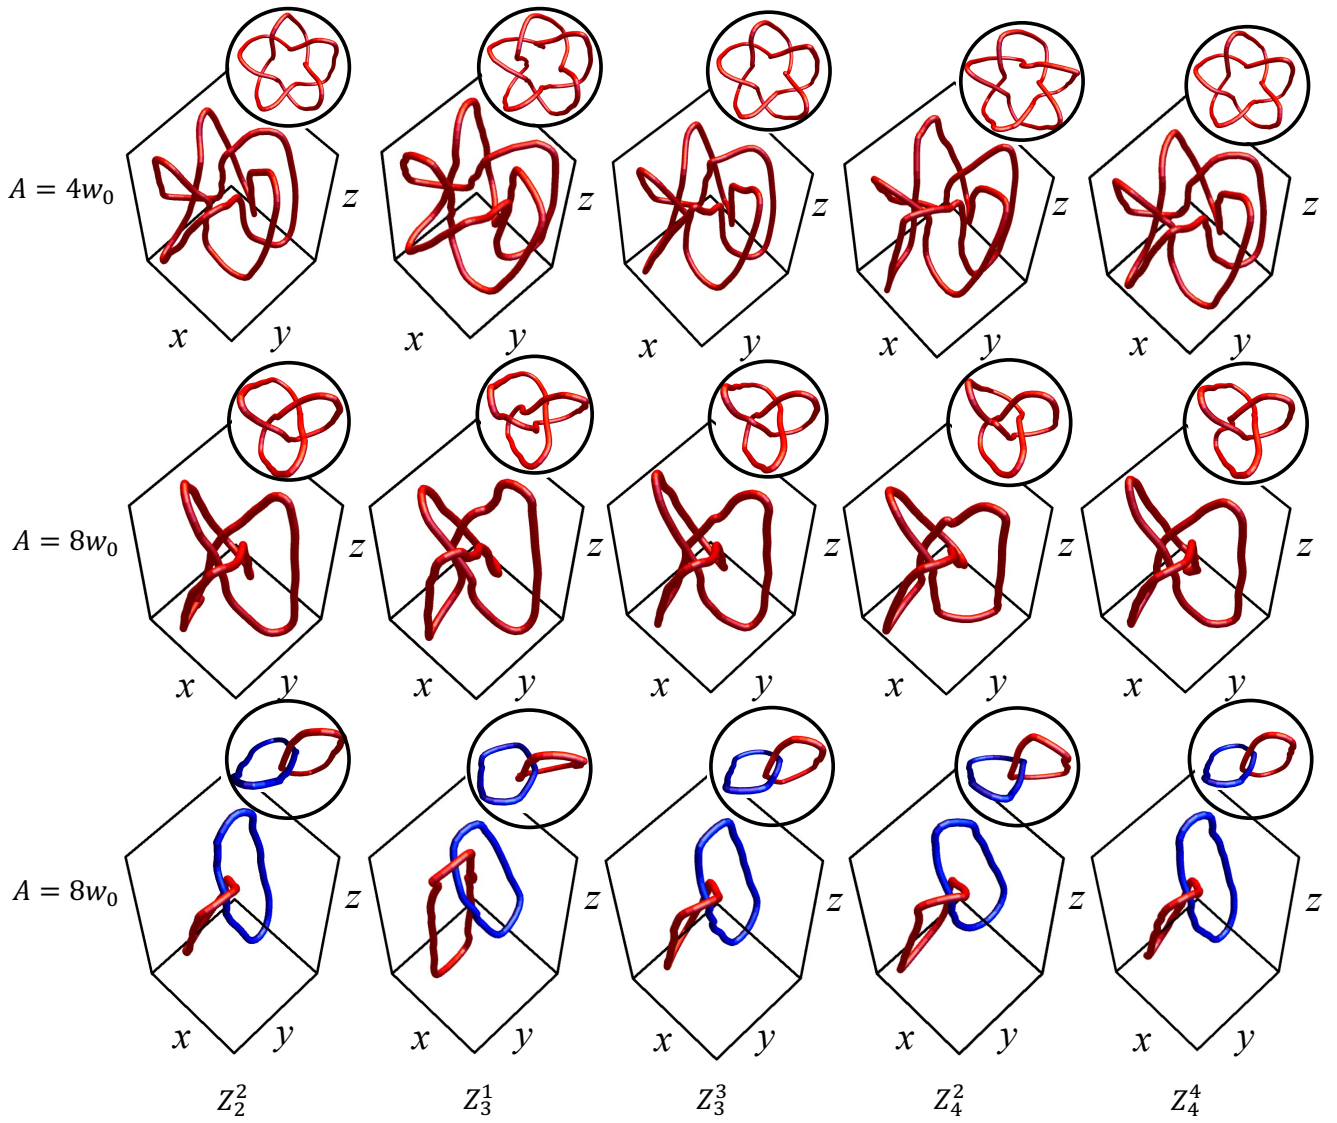 A = 4w₀ z z z z z
x y x y x y x y x y
A = 8w₀ z z z z z
x y x y x y x y x y
A = 8w₀ z z z z z
x y x y x y x y x y
Z₂² Z₃¹ Z₃³ Z₄² Z₄⁴